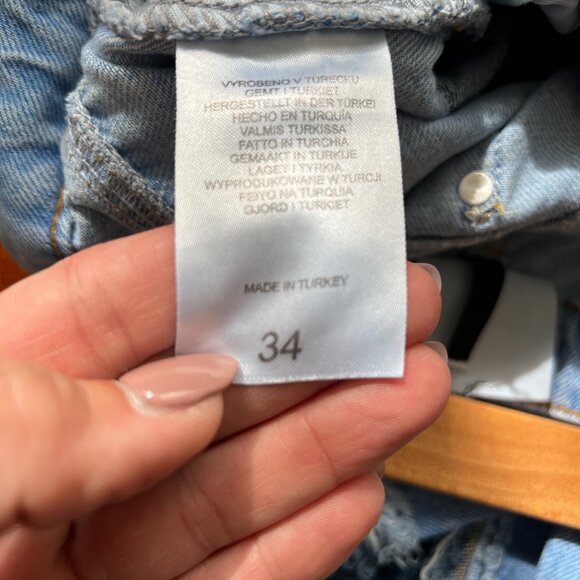 VYROBENO V TURECKU
GEMT I TURKIET
HERGESTELLT IN DER TÜRKEI
HECHO EN TURQUÍA
VALMIS TURKISSA
FATTO IN TURCHIA
GEMAAKT IN TURKIJE
LAGET I TYRKIA
WYPRODUKOWANE W TURCJI
FEITO NA TURQUIA
GJORD I TURKIET
MADE IN TURKEY
34